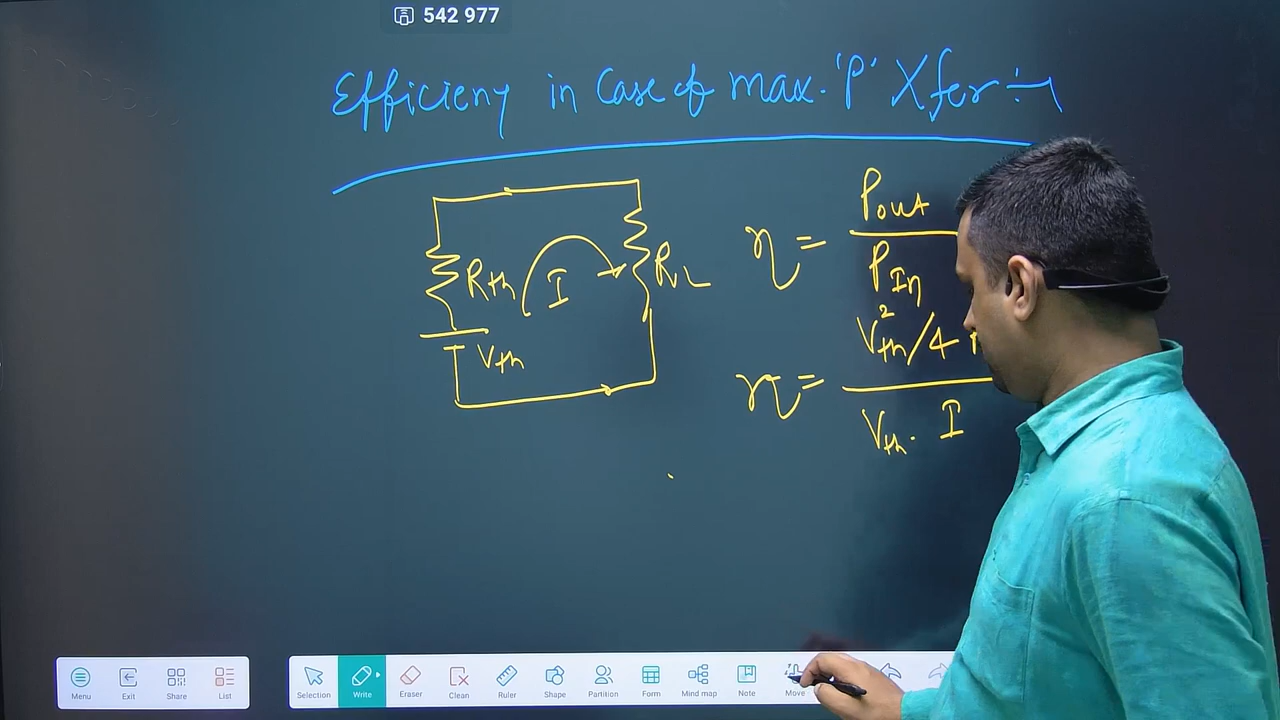 542 977
Efficieny in Case of max. 'P' Xfer :-
Pout
η =
PIn
Rth I RL
Vth² / 4
Vth
η =
Vth . I
Menu Exit Share List Selection Write Eraser Clean Ruler Shape Partition Form Mind map Note Move